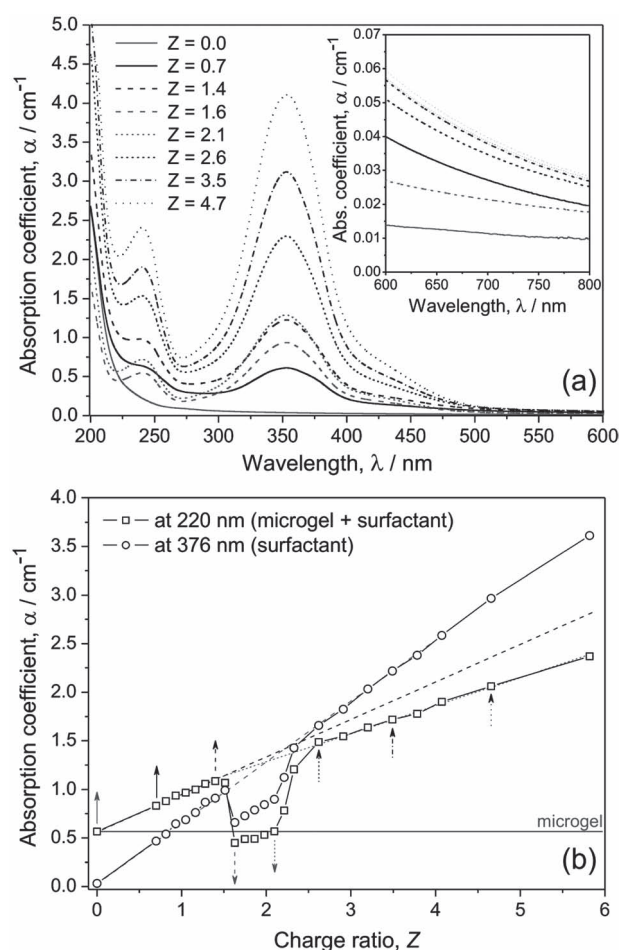 (a)
5.0
4.5
4.0
3.5
3.0
2.5
2.0
1.5
1.0
0.5
0.0
Absorption coefficient, α / cm⁻¹
Z = 0.0
Z = 0.7
Z = 1.4
Z = 1.6
Z = 2.1
Z = 2.6
Z = 3.5
Z = 4.7
0.07
0.06
0.05
0.04
0.03
0.02
0.01
0.00
Abs. coefficient, α / cm⁻¹
600 650 700 750 800
Wavelength, λ / nm
(a)
200 250 300 350 400 450 500 550 600
Wavelength, λ / nm
(b)
4.0
3.5
3.0
2.5
2.0
1.5
1.0
0.5
0.0
Absorption coefficient, α / cm⁻¹
at 220 nm (microgel + surfactant)
at 376 nm (surfactant)
microgel
(b)
0 1 2 3 4 5 6
Charge ratio, Z